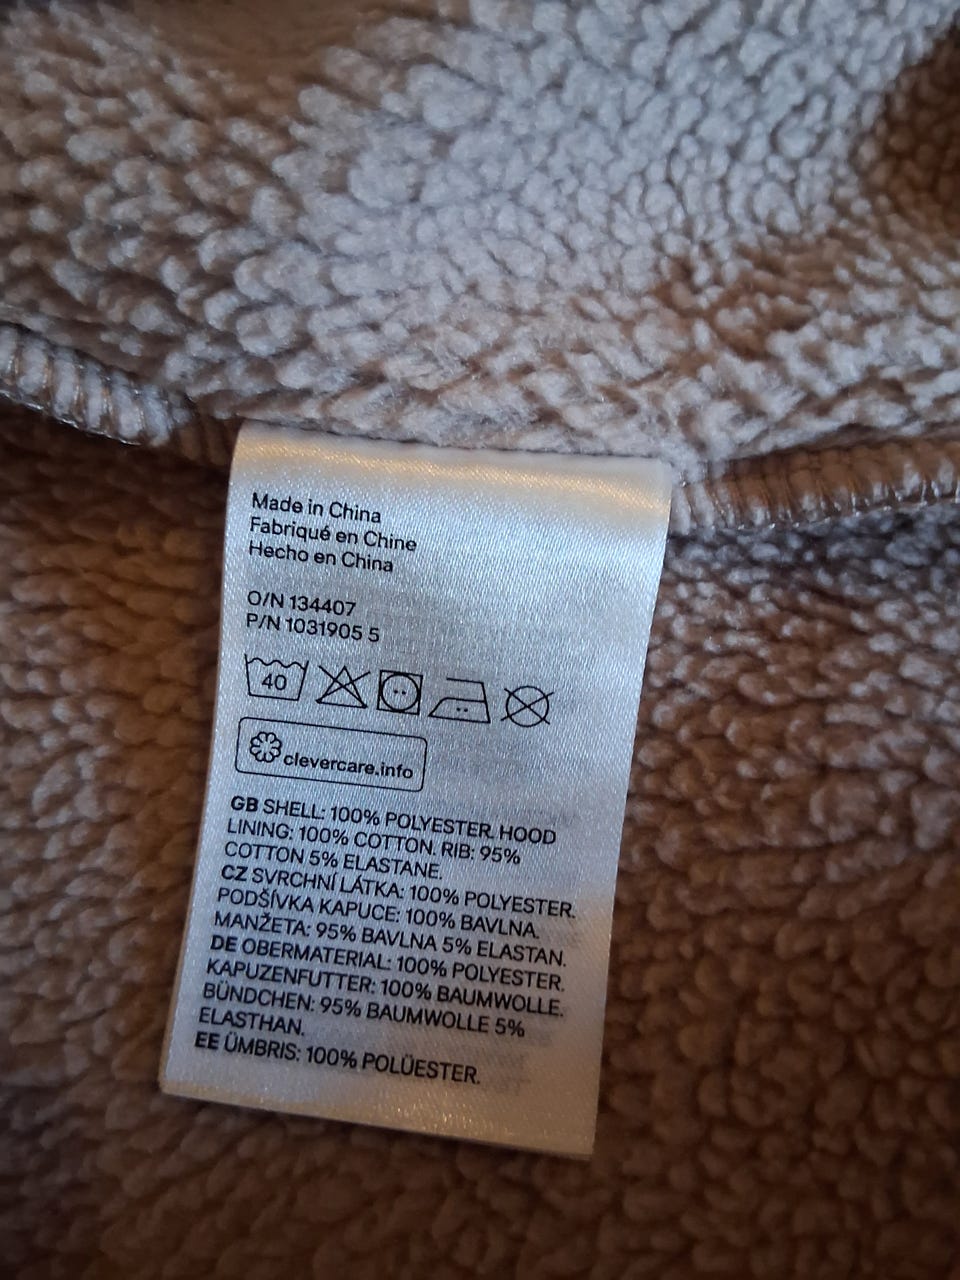 Made in China
Fabriqué en Chine
Hecho en China
O/N 134407
P/N 1031905 5
40
clevercare.info
GB SHELL: 100% POLYESTER. HOOD
LINING: 100% COTTON. RIB: 95%
COTTON 5% ELASTANE.
CZ SVRCHNÍ LÁTKA: 100% POLYESTER.
PODŠÍVKA KAPUCE: 100% BAVLNA.
MANŽETA: 95% BAVLNA 5% ELASTAN.
DE OBERMATERIAL: 100% POLYESTER.
KAPUZENFUTTER: 100% BAUMWOLLE.
BÜNDCHEN: 95% BAUMWOLLE 5%
ELASTHAN.
EE ÜMBRIS: 100% POLÜESTER.